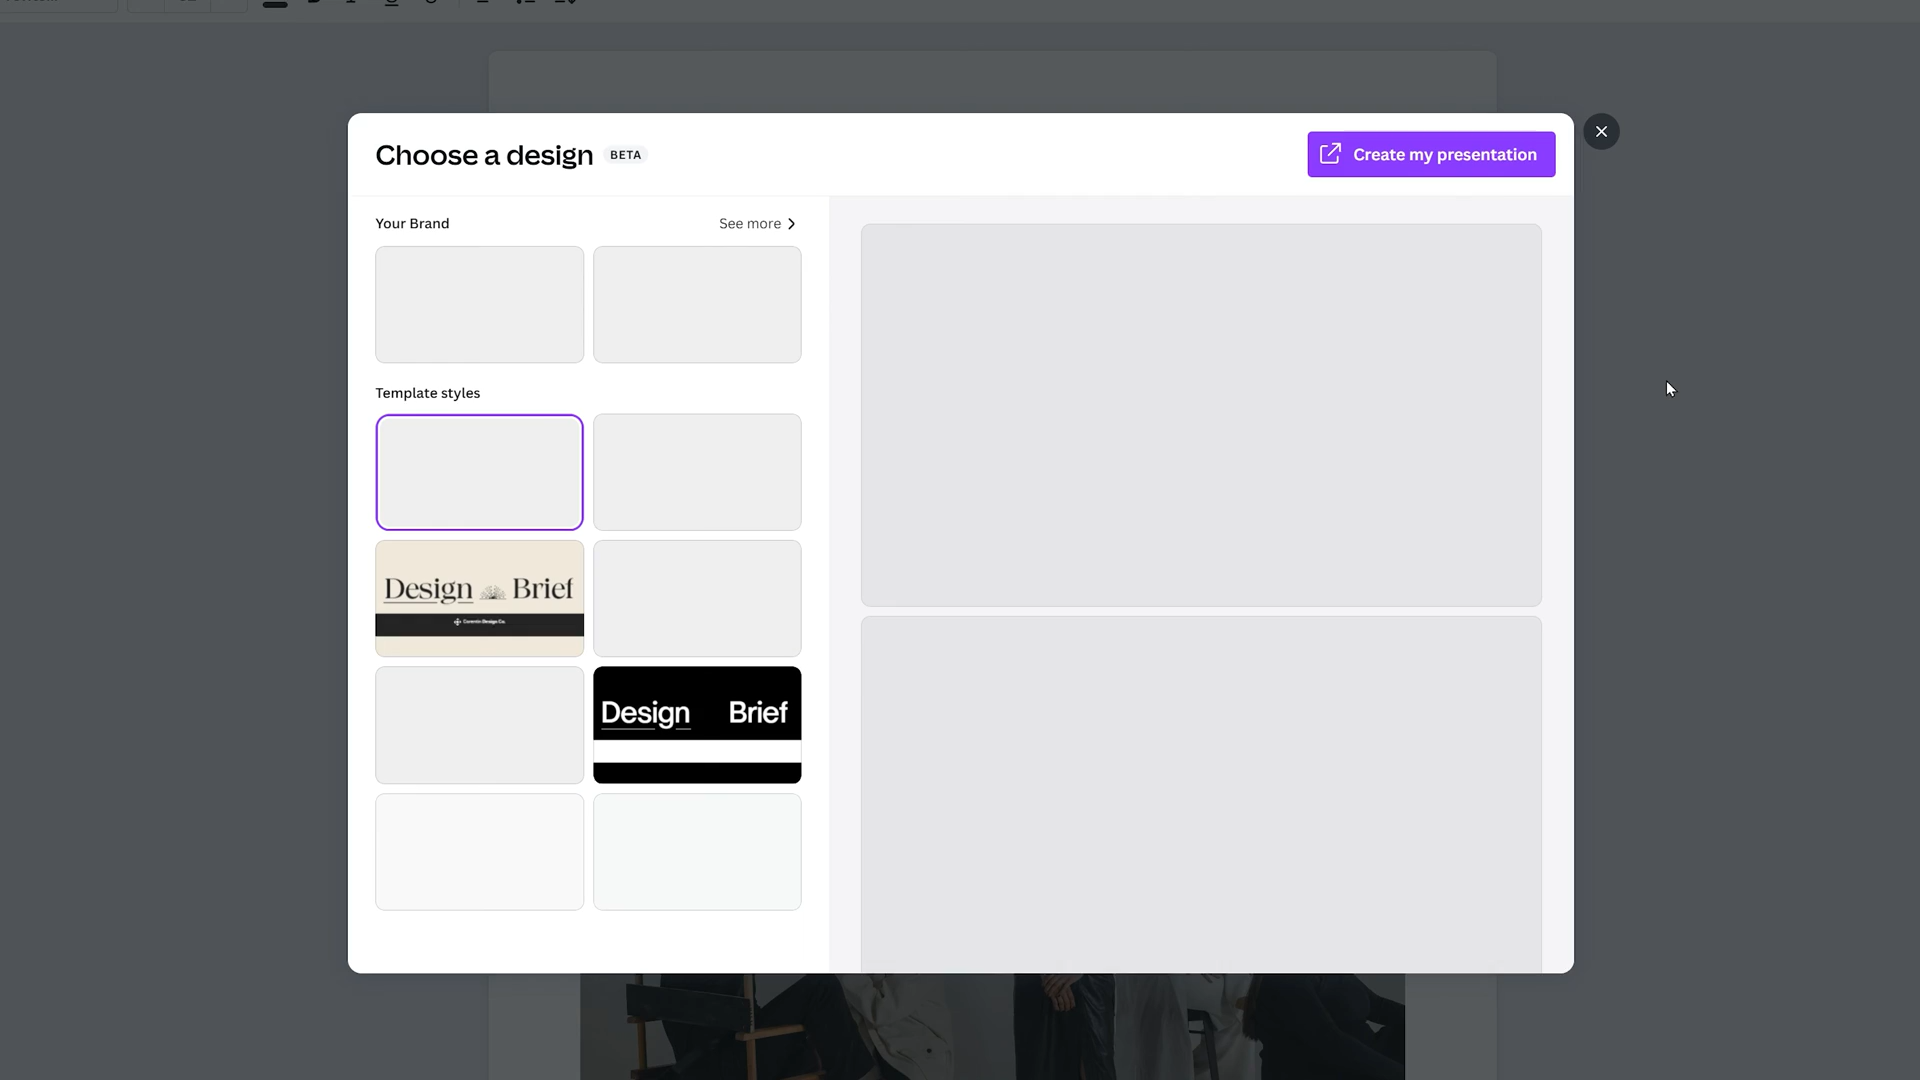 Choose a design BETA
Create my presentation
Your Brand
See more
Template styles
Design Brief
Design Brief